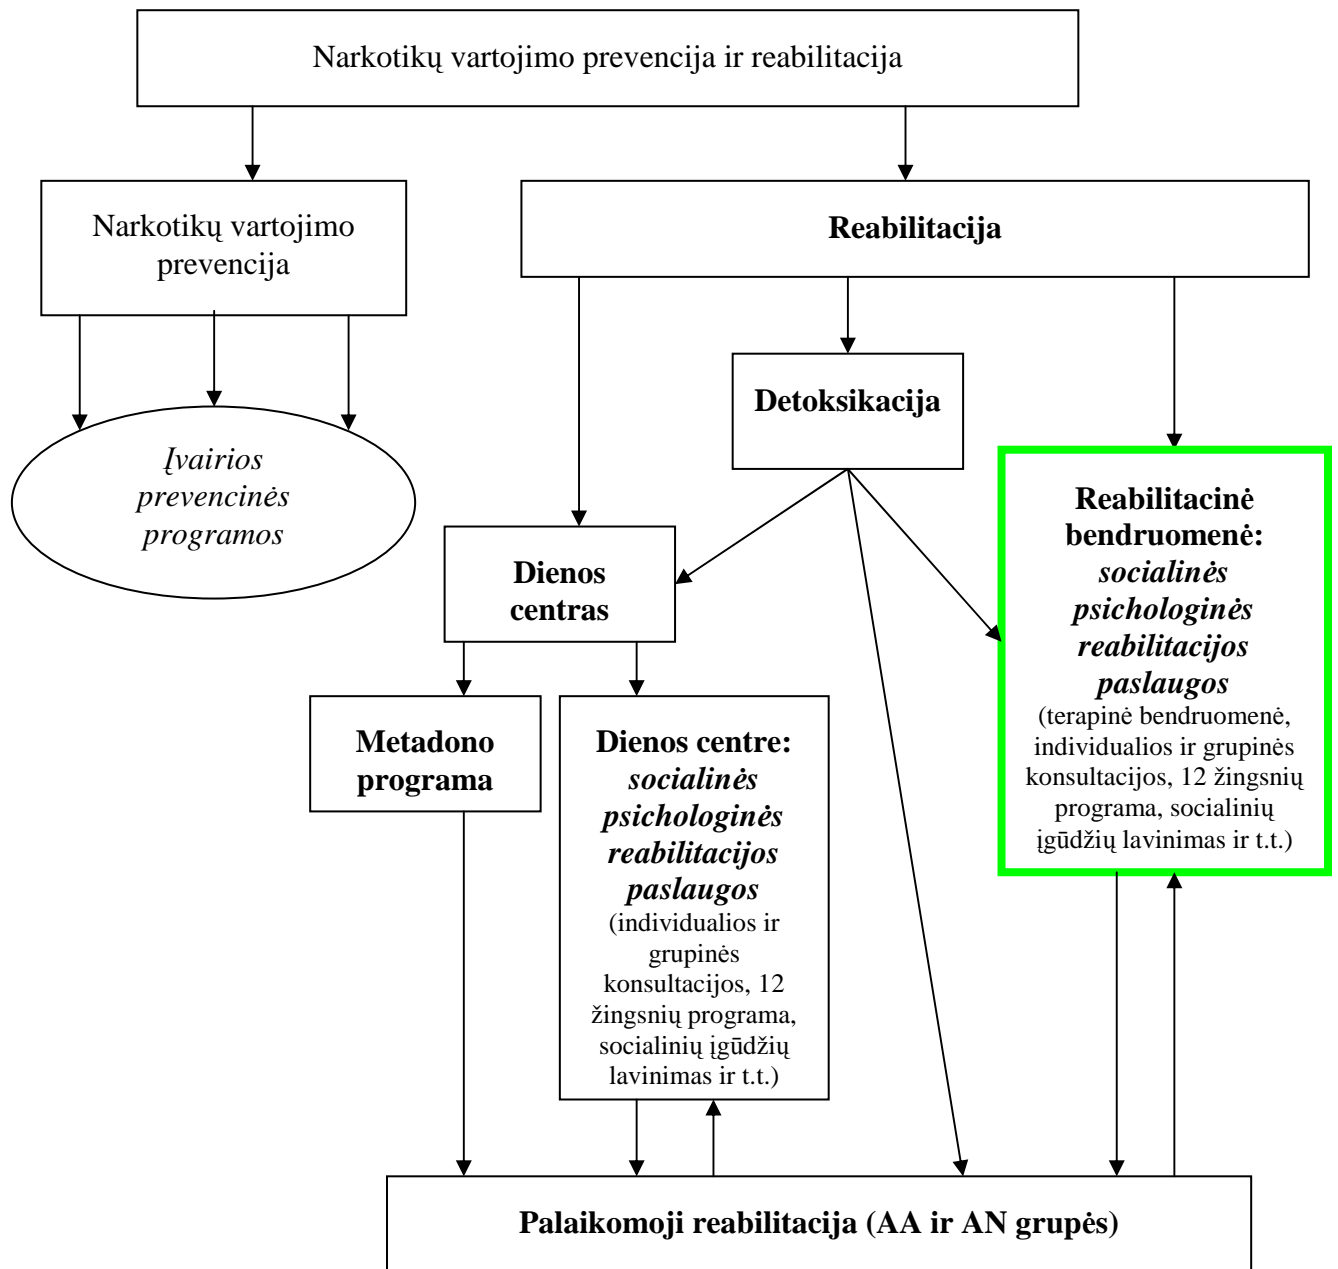 Narkotikų vartojimo prevencija ir reabilitacija
Narkotikų vartojimo
prevencija
Reabilitacija
Įvairios
prevencinės
programos
Detoksikacija
Dienos
centras
Reabilitacinė
bendruomenė:
socialinės
psichologinės
reabilitacijos
paslaugos
(terapinė bendruomenė,
individualios ir grupinės
konsultacijos, 12 žingsnių
programa, socialinių
įgūdžių lavinimas ir t.t.)
Metadono
programa
Dienos centre:
socialinės
psichologinės
reabilitacijos
paslaugos
(individualios ir
grupinės
konsultacijos, 12
žingsnių programa,
socialinių įgūdžių
lavinimas ir t.t.)
Palaikomoji reabilitacija (AA ir AN grupės)